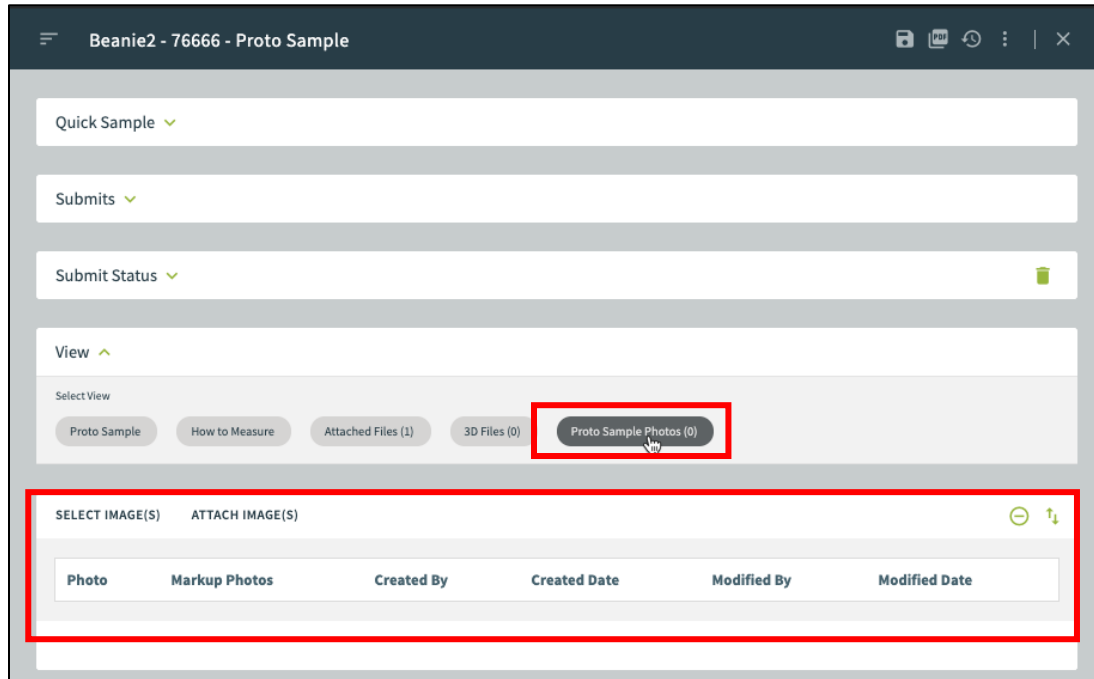 Beanie2 - 76666 - Proto Sample PDF
Quick Sample
Submits
Submit Status
View
Select View
Proto Sample How to Measure Attached Files (1) 3D Files (0) Proto Sample Photos (0)
SELECT IMAGE(S) ATTACH IMAGE(S)
Photo Markup Photos Created By Created Date Modified By Modified Date